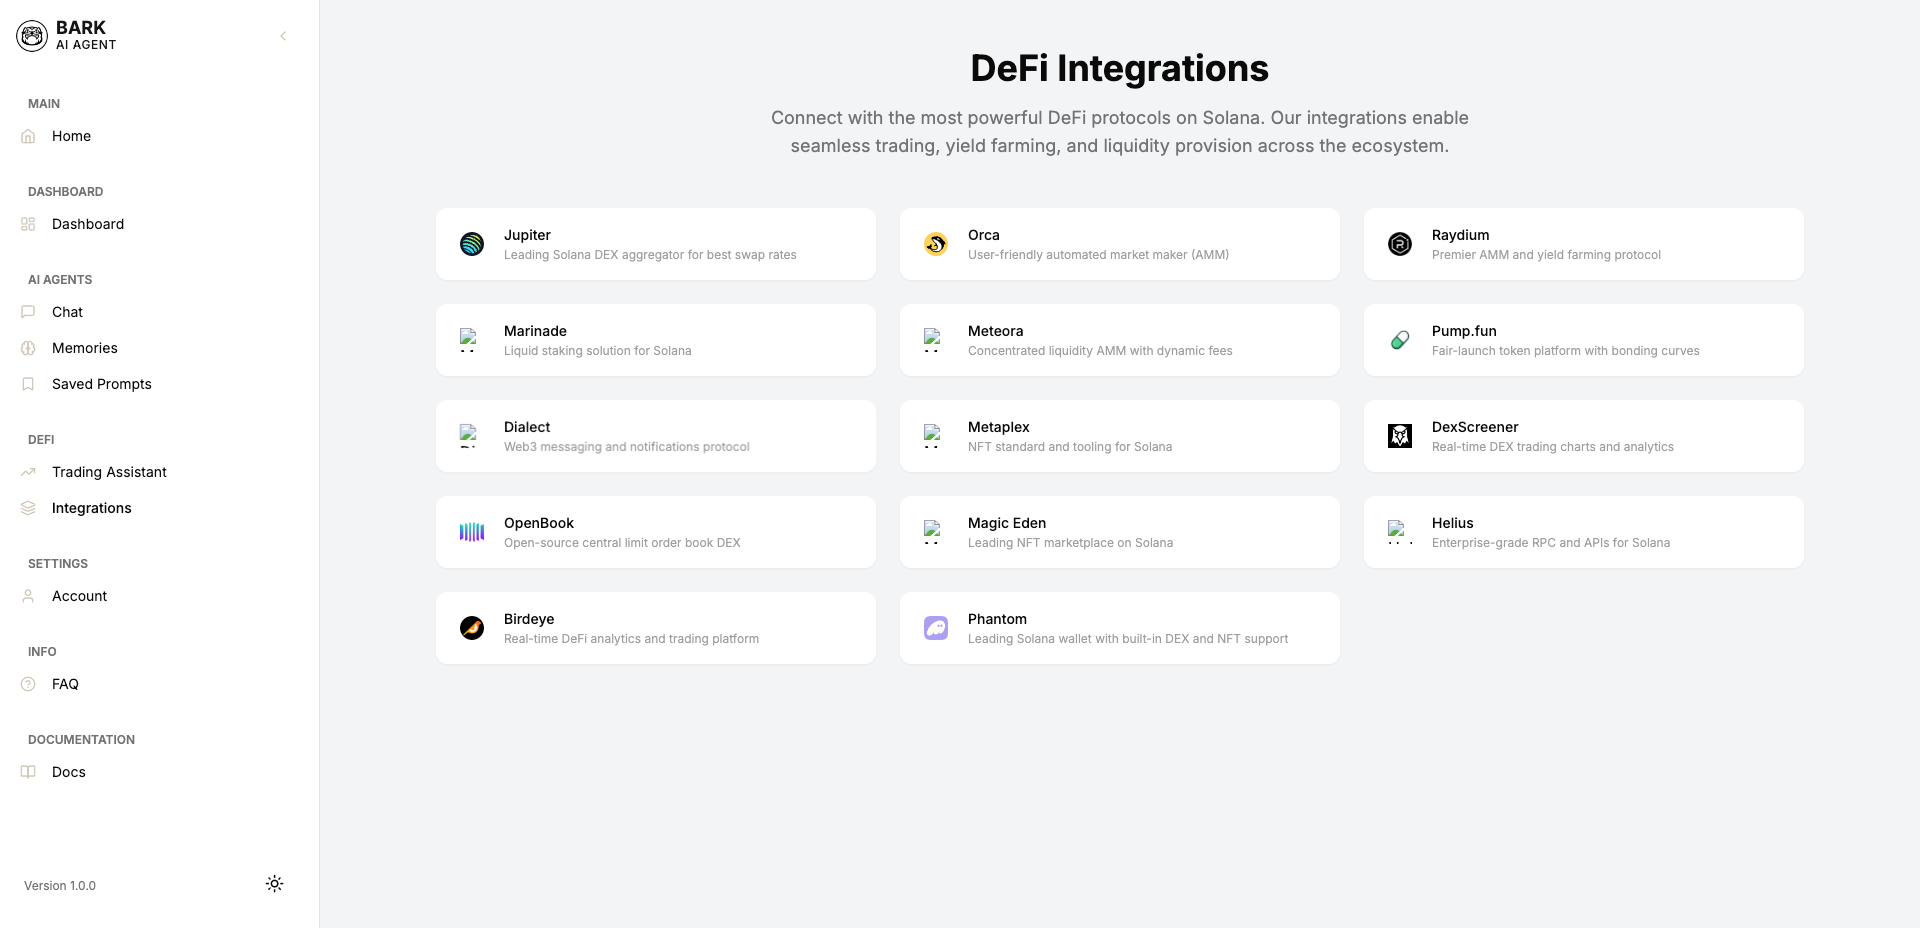 BARK
AI AGENT
MAIN
Home
DASHBOARD
Dashboard
AI AGENTS
Chat
Memories
Saved Prompts
DEFI
Trading Assistant
Integrations
SETTINGS
Account
INFO
FAQ
DOCUMENTATION
Docs
Version 1.0.0
DeFi Integrations
Connect with the most powerful DeFi protocols on Solana. Our integrations enable
seamless trading, yield farming, and liquidity provision across the ecosystem.
Jupiter
Leading Solana DEX aggregator for best swap rates
Orca
User-friendly automated market maker (AMM)
Raydium
Premier AMM and yield farming protocol
Marinade
Liquid staking solution for Solana
Meteora
Concentrated liquidity AMM with dynamic fees
Pump.fun
Fair-launch token platform with bonding curves
Dialect
Web3 messaging and notifications protocol
Metaplex
NFT standard and tooling for Solana
DexScreener
Real-time DEX trading charts and analytics
OpenBook
Open-source central limit order book DEX
Magic Eden
Leading NFT marketplace on Solana
Helius
Enterprise-grade RPC and APIs for Solana
Birdeye
Real-time DeFi analytics and trading platform
Phantom
Leading Solana wallet with built-in DEX and NFT support